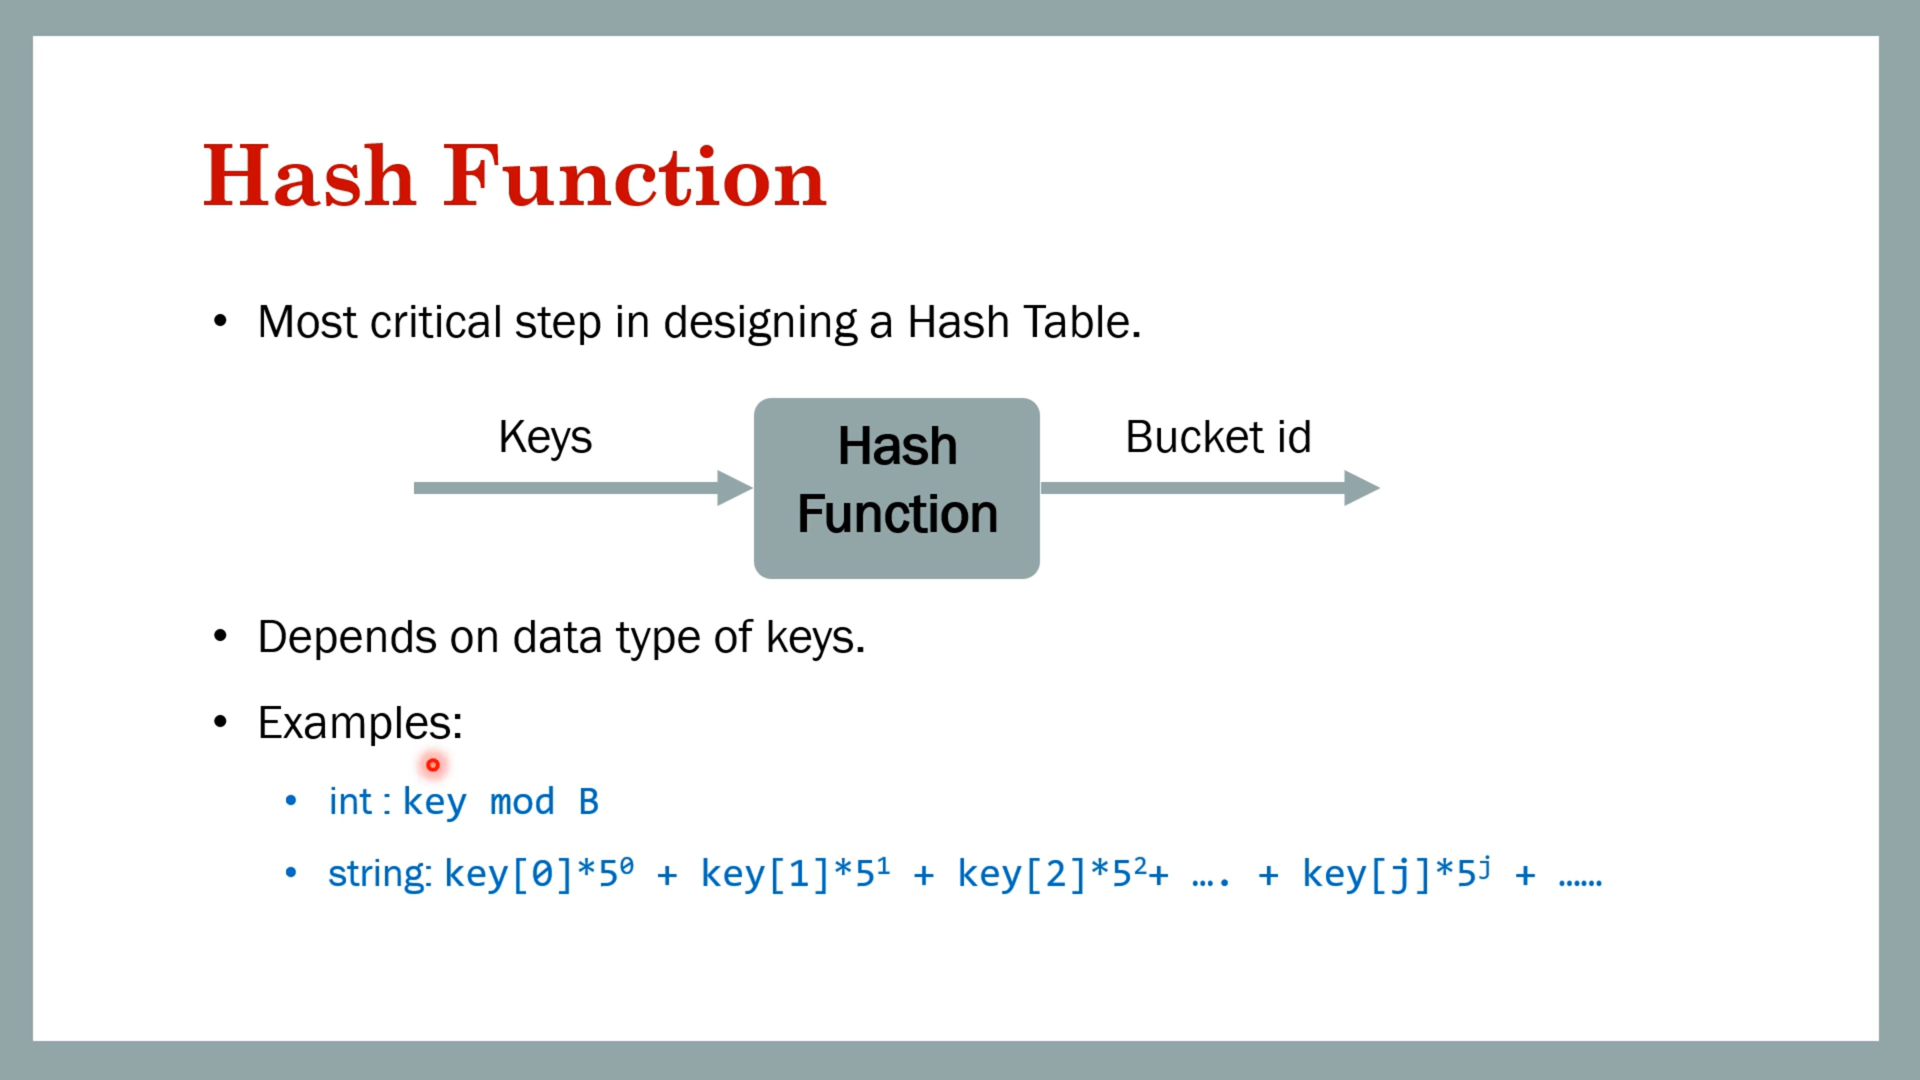 Hash Function
• Most critical step in designing a Hash Table.
Keys
Hash
Function
Bucket id
• Depends on data type of keys.
• Examples:
• int : key mod B
• string: key[0]*5⁰ + key[1]*5¹ + key[2]*5²+ …. + key[j]*5ʲ + ……